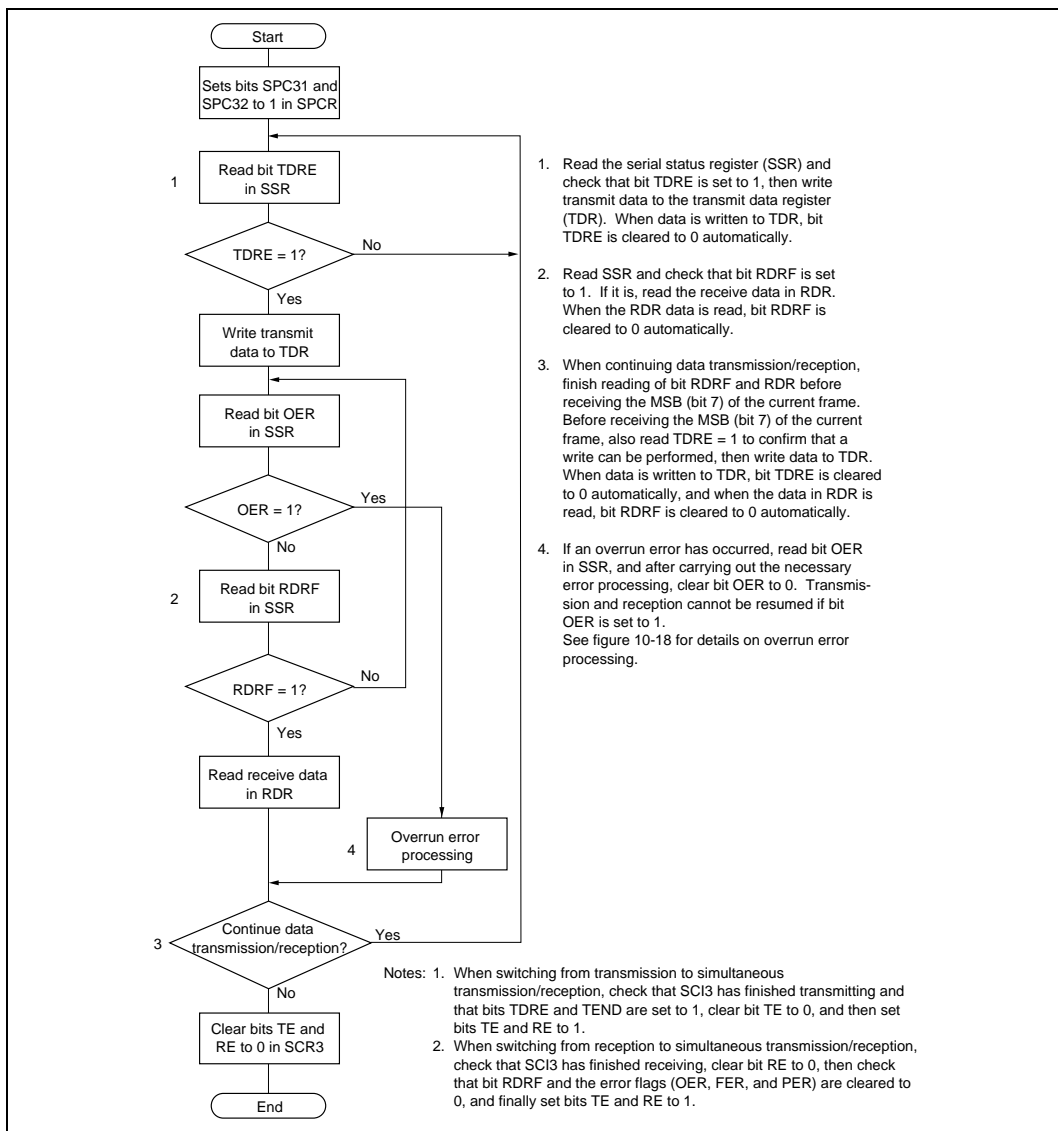 Start
Sets bits SPC31 and
SPC32 to 1 in SPCR
1
Read bit TDRE
in SSR
TDRE = 1?
No
Yes
Write transmit
data to TDR
Read bit OER
in SSR
OER = 1?
Yes
No
2
Read bit RDRF
in SSR
RDRF = 1?
No
Yes
Read receive data
in RDR
4
Overrun error
processing
3
Continue data
transmission/reception?
Yes
No
Clear bits TE and
RE to 0 in SCR3
End
1. Read the serial status register (SSR) and
check that bit TDRE is set to 1, then write
transmit data to the transmit data register
(TDR). When data is written to TDR, bit
TDRE is cleared to 0 automatically.
2. Read SSR and check that bit RDRF is set
to 1. If it is, read the receive data in RDR.
When the RDR data is read, bit RDRF is
cleared to 0 automatically.
3. When continuing data transmission/reception,
finish reading of bit RDRF and RDR before
receiving the MSB (bit 7) of the current frame.
Before receiving the MSB (bit 7) of the current
frame, also read TDRE = 1 to confirm that a
write can be performed, then write data to TDR.
When data is written to TDR, bit TDRE is cleared
to 0 automatically, and when the data in RDR is
read, bit RDRF is cleared to 0 automatically.
4. If an overrun error has occurred, read bit OER
in SSR, and after carrying out the necessary
error processing, clear bit OER to 0. Transmis-
sion and reception cannot be resumed if bit
OER is set to 1.
See figure 10-18 for details on overrun error
processing.
Notes: 1. When switching from transmission to simultaneous
transmission/reception, check that SCI3 has finished transmitting and
that bits TDRE and TEND are set to 1, clear bit TE to 0, and then set
bits TE and RE to 1.
2. When switching from reception to simultaneous transmission/reception,
check that SCI3 has finished receiving, clear bit RE to 0, then check
that bit RDRF and the error flags (OER, FER, and PER) are cleared to
0, and finally set bits TE and RE to 1.